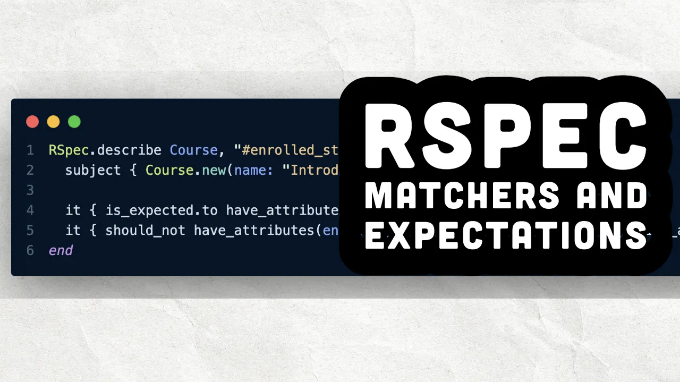 1 RSpec.describe Course, "#enrolled_st
2 subject { Course.new(name: "Introd
3
4 it { is_expected.to have_attribute
5 it { should_not have_attributes(en
6 end
RSPEC
MATCHERS AND
EXPECTATIONS